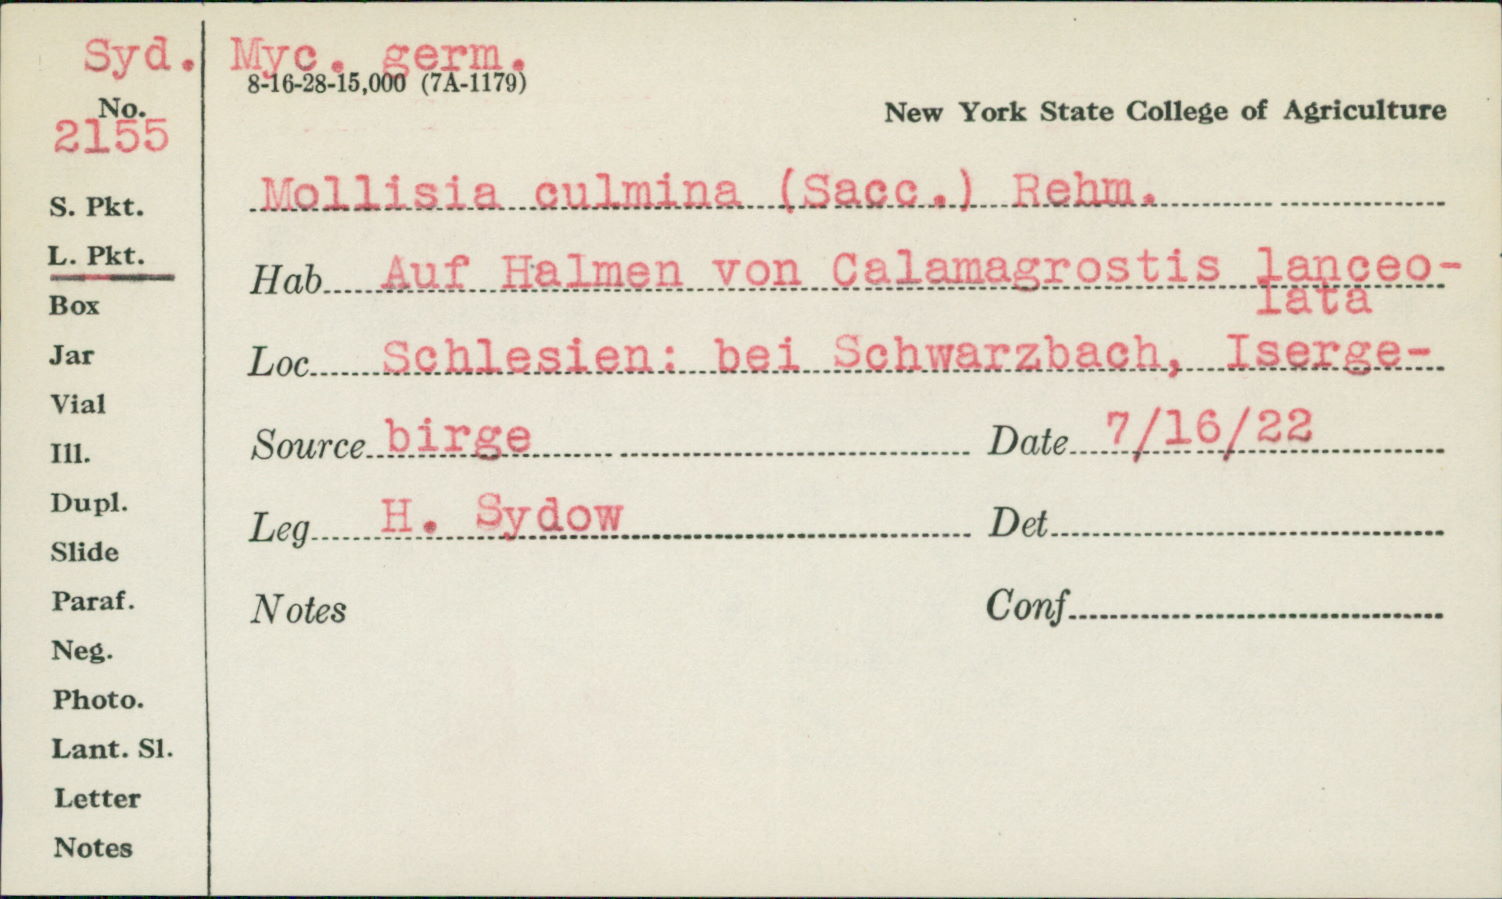 Syd. Myc. germ.
8-16-28-15,000 (7A-1179)
No.
2155
New York State College of Agriculture
Mollisia culmina (Sacc.) Rehm.
Hab Auf Halmen von Calamagrostis lanceo-
lata
Loc Schlesien: bei Schwarzbach, Iserge-
Source birge
Date 7/16/22
Leg H. Sydow
Det
Notes
Conf
S. Pkt.
L. Pkt.
Box
Jar
Vial
Ill.
Dupl.
Slide
Paraf.
Neg.
Photo.
Lant. Sl.
Letter
Notes